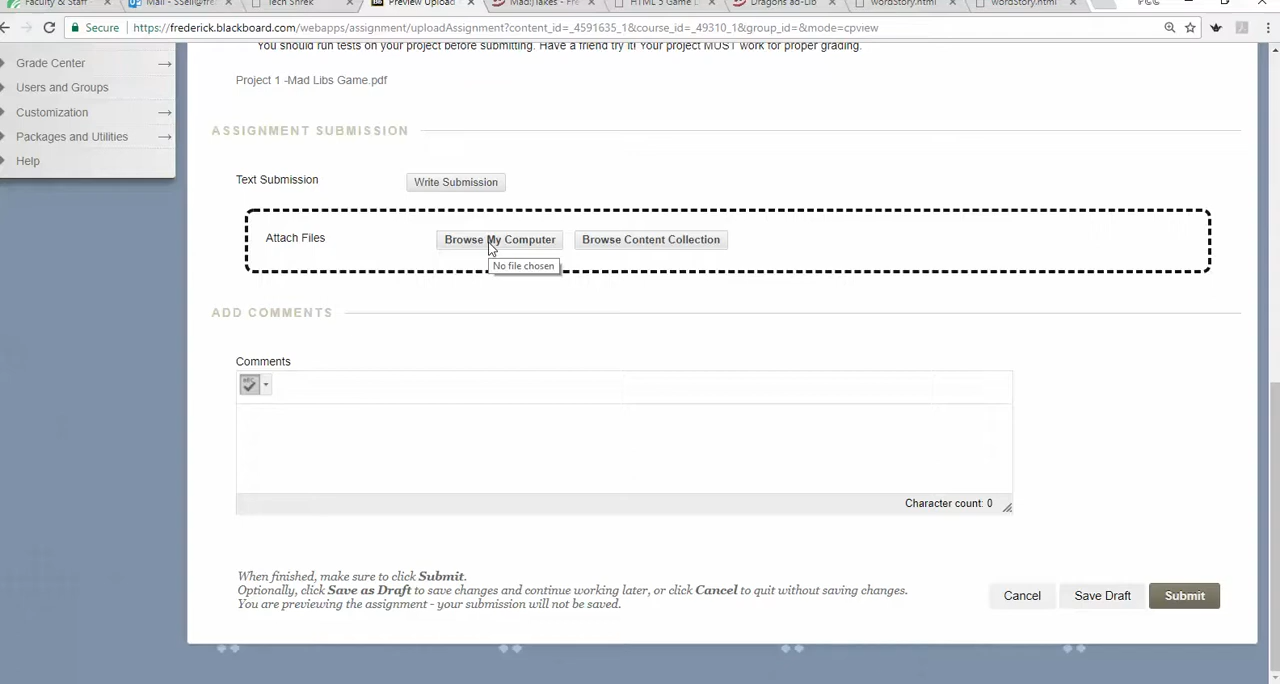 Faculty & Staff
Mail - SSell@fre
Tech Shrek
Preview Upload
Mad:)Takes - Fre
HTML 5 Game D
Dragons ad-Lib
wordStory.html
wordStory.html
Secure https://frederick.blackboard.com/webapps/assignment/uploadAssignment?content_id=_4591635_1&course_id=_49310_1&group_id=&mode=cpview
You should run tests on your project before submitting. Have a friend try it! Your project MUST work for proper grading.
Grade Center
Users and Groups
Customization
Packages and Utilities
Help
Project 1 -Mad Libs Game.pdf
ASSIGNMENT SUBMISSION
Text Submission Write Submission
Attach Files Browse My Computer Browse Content Collection
No file chosen
ADD COMMENTS
Comments
Character count: 0
When finished, make sure to click Submit.
Optionally, click Save as Draft to save changes and continue working later, or click Cancel to quit without saving changes.
You are previewing the assignment - your submission will not be saved.
Cancel Save Draft Submit